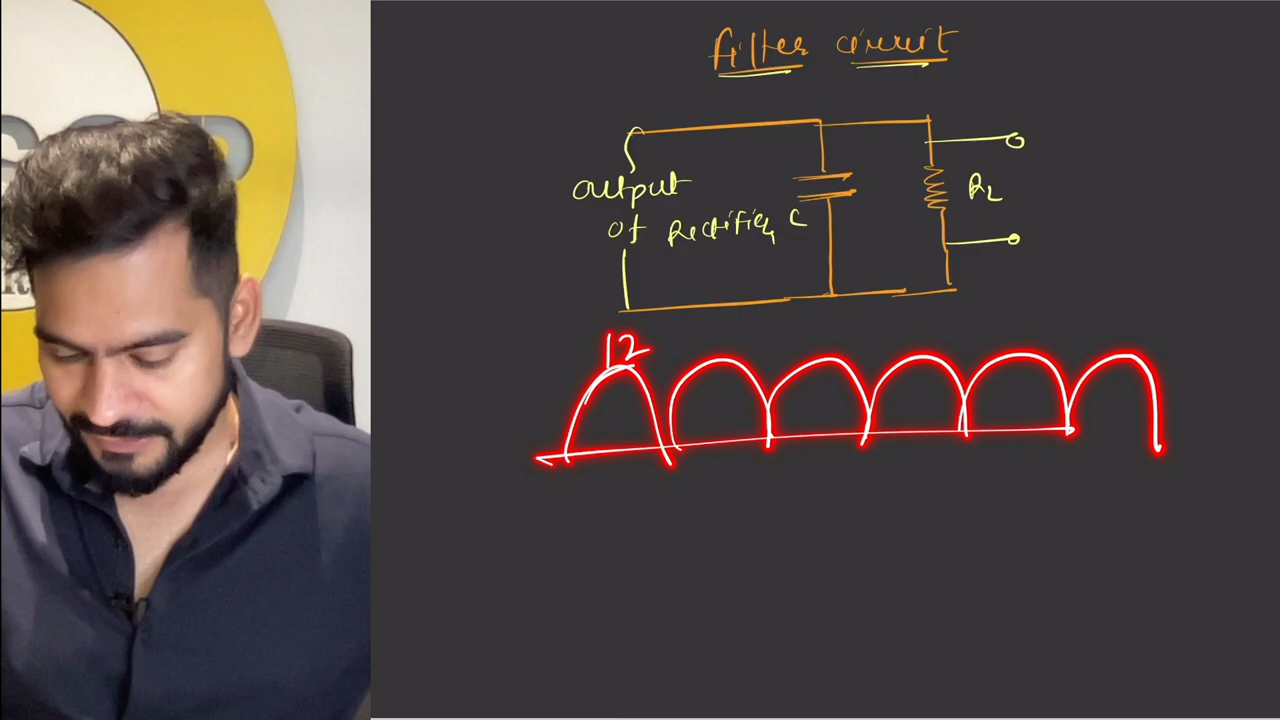 filter circuit
output
of Rectifier
C
RL
12